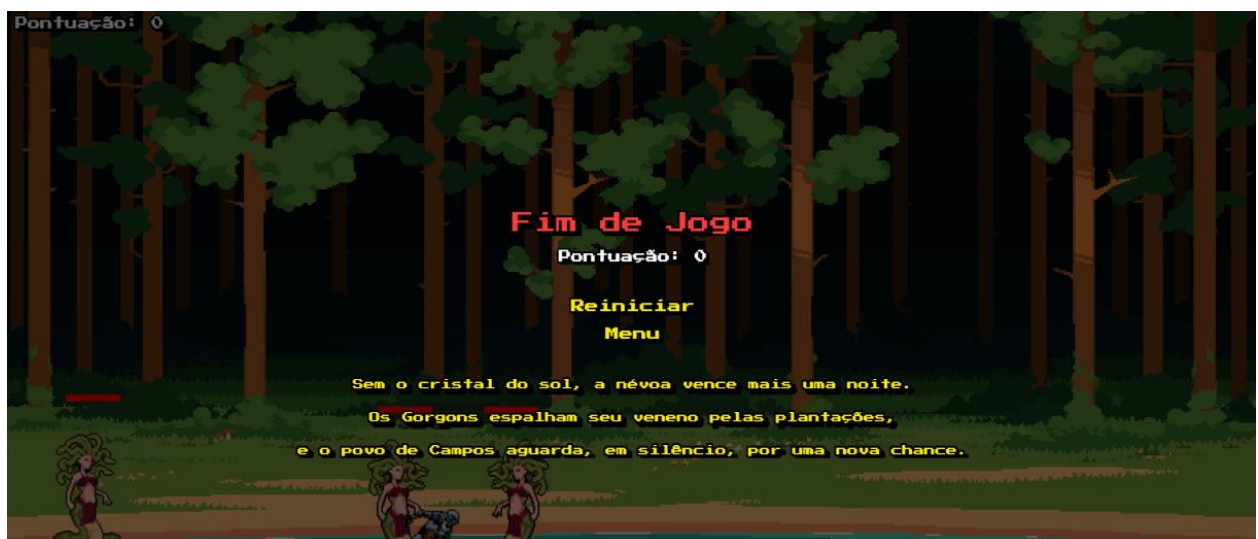 Pontuação: 0
Fim de Jogo
Pontuação: 0
Reiniciar
Menu
Sem o cristal do sol, a névoa vence mais uma noite.
Os Gorgons espalham seu veneno pelas plantações,
e o povo de Campos aguarda, em silêncio, por uma nova chance.